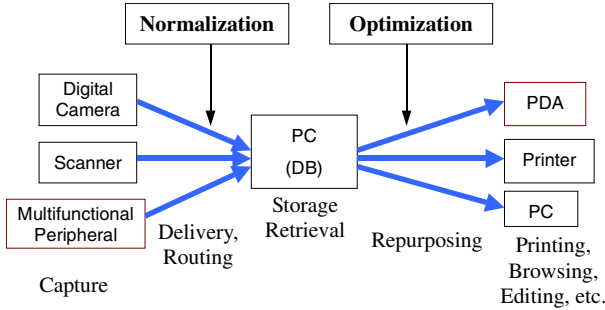 Normalization
Optimization
Digital
Camera
Scanner
Multifunctional
Peripheral
Capture
Delivery,
Routing
PC
(DB)
Storage
Retrieval
Repurposing
PDA
Printer
PC
Printing,
Browsing,
Editing, etc.